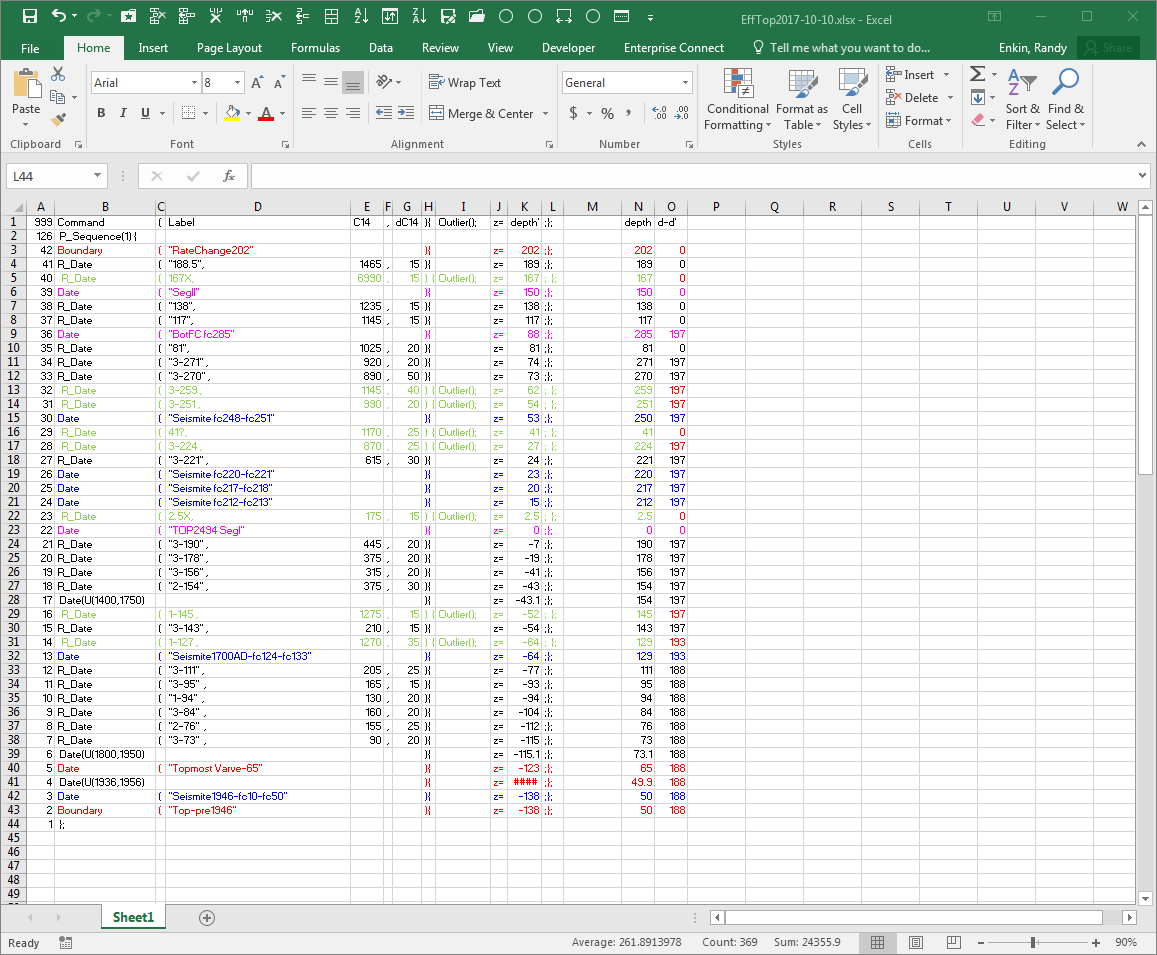 EffTop2017-10-10.xlsx - Excel
File Home Insert Page Layout Formulas Data Review View Developer Enterprise Connect Tell me what you want to do... Enkin, Randy Share
Arial 8 Wrap Text General Insert
Paste Conditional Formatting Format as Table Cell Styles Delete Sort & Filter Find & Select
B I U A Merge & Center $ % , Format
Clipboard Font Alignment Number Styles Cells Editing
L44 fx
A B C D E F G H I J K L M N O P Q R S T U V W
1 999 Command ( Label C14 , dC14 ){ Outlier(); z= depth' ;}; depth d-d'
2 126 P_Sequence(1) {
3 42 Boundary ( "RateChange202" ){ z= 202 ;}; 202 0
4 41 R_Date ( "188.5", 1465 , 15 ){ z= 189 ;}; 189 0
5 40 R_Date ( 167X, 6990 , 15 ) { Outlier(); z= 167 ; }; 167 0
6 39 Date ( "SegII" ){ z= 150 ;}; 150 0
7 38 R_Date ( "138", 1235 , 15 ){ z= 138 ;}; 138 0
8 37 R_Date ( "117", 1145 , 15 ){ z= 117 ;}; 117 0
9 36 Date ( "BotFC fc285" ){ z= 88 ;}; 285 197
10 35 R_Date ( "81", 1025 , 20 ){ z= 81 ;}; 81 0
11 34 R_Date ( "3-271", 920 , 20 ){ z= 74 ;}; 271 197
12 33 R_Date ( "3-270", 890 , 50 ){ z= 73 ;}; 270 197
13 32 R_Date ( 3-259 , 1145 , 40 ) { Outlier(); z= 62 ; }; 259 197
14 31 R_Date ( 3-251 , 990 , 20 ) { Outlier(); z= 54 ; }; 251 197
15 30 Date ( "Seismite fc248-fc251" ){ z= 53 ;}; 250 197
16 29 R_Date ( 41?, 1170 , 25 ) { Outlier(); z= 41 ; }; 41 0
17 28 R_Date ( 3-224 , 870 , 25 ) { Outlier(); z= 27 ; }; 224 197
18 27 R_Date ( "3-221" , 615 , 30 ){ z= 24 ;}; 221 197
19 26 Date ( "Seismite fc220-fc221" ){ z= 23 ;}; 220 197
20 25 Date ( "Seismite fc217-fc218" ){ z= 20 ;}; 217 197
21 24 Date ( "Seismite fc212-fc213" ){ z= 15 ;}; 212 197
22 23 R_Date ( 2.5X, 175 , 15 ) { Outlier(); z= 2.5 ; }; 2.5 0
23 22 Date ( "TOP2494 SegI" ){ z= 0 ;}; 0 0
24 21 R_Date ( "3-190" , 445 , 20 ){ z= -7 ;}; 190 197
25 20 R_Date ( "3-178" , 375 , 20 ){ z= -19 ;}; 178 197
26 19 R_Date ( "3-156" , 315 , 20 ){ z= -41 ;}; 156 197
27 18 R_Date ( "2-154" , 375 , 30 ){ z= -43 ;}; 154 197
28 17 Date(U(1400,1750) ){ z= -43.1 ;}; 154 197
29 16 R_Date ( 1-145 , 1275 , 15 ) { Outlier(); z= -52 ; }; 145 197
30 15 R_Date ( "3-143" , 210 , 15 ){ z= -54 ;}; 143 197
31 14 R_Date ( 1-127 , 1270 , 35 ) { Outlier(); z= -64 ; }; 129 193
32 13 Date ( "Seismite1700AD-fc124-fc133" ){ z= -64 ;}; 129 193
33 12 R_Date ( "3-111" , 205 , 25 ){ z= -77 ;}; 111 188
34 11 R_Date ( "3-95" , 165 , 15 ){ z= -93 ;}; 95 188
35 10 R_Date ( "1-94" , 130 , 20 ){ z= -94 ;}; 94 188
36 9 R_Date ( "3-84" , 160 , 20 ){ z= -104 ;}; 84 188
37 8 R_Date ( "2-76" , 155 , 25 ){ z= -112 ;}; 76 188
38 7 R_Date ( "3-73" , 90 , 20 ){ z= -115 ;}; 73 188
39 6 Date(U(1800,1950) ){ z= -115.1 ;}; 73.1 188
40 5 Date ( "Topmost Varve-65" ){ z= -123 ;}; 65 188
41 4 Date(U(1936,1956) ){ z= #### ;}; 49.9 188
42 3 Date ( "Seismite1946-fc10-fc50" ){ z= -138 ;}; 50 188
43 2 Boundary ( "Top-pre1946" ){ z= -138 ;}; 50 188
44 1 };
45
46
47
48
49
Sheet1
Ready Average: 261.8913978 Count: 369 Sum: 24355.9 90%